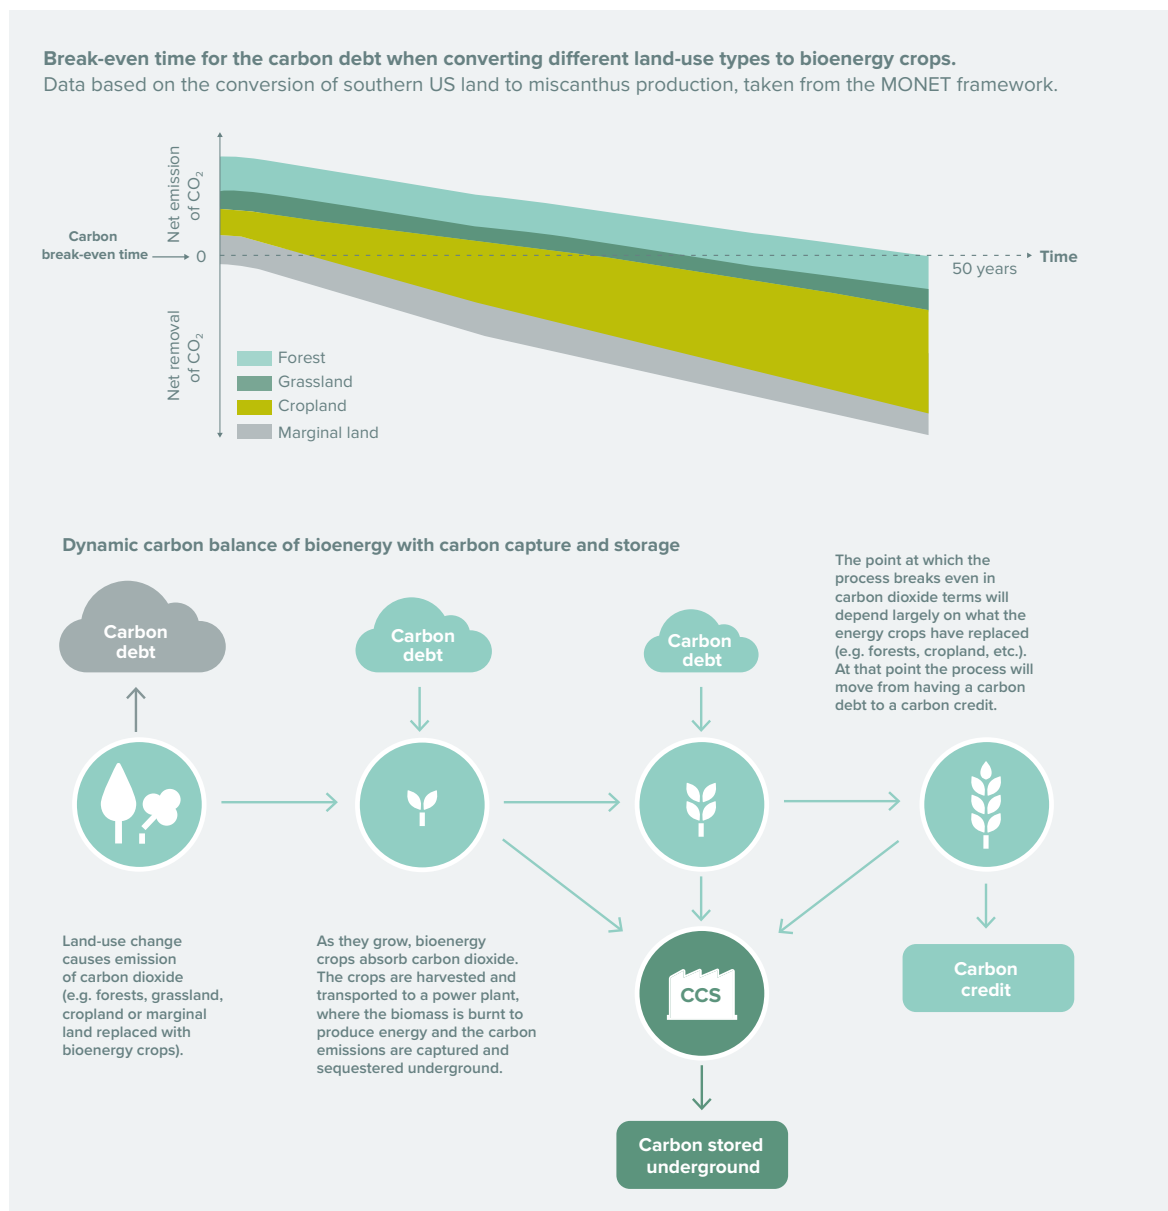 Break-even time for the carbon debt when converting different land-use types to bioenergy crops.
Data based on the conversion of southern US land to miscanthus production, taken from the MONET framework.
Net emission
of CO₂
Carbon
break-even time
0
Time
50 years
Net removal
of CO₂
Forest
Grassland
Cropland
Marginal land
Dynamic carbon balance of bioenergy with carbon capture and storage
The point at which the
process breaks even in
carbon dioxide terms will
depend largely on what the
energy crops have replaced
(e.g. forests, cropland, etc.).
At that point the process will
move from having a carbon
debt to a carbon credit.
Carbon
debt
Carbon
debt
Carbon
debt
Land-use change
causes emission
of carbon dioxide
(e.g. forests, grassland,
cropland or marginal
land replaced with
bioenergy crops).
As they grow, bioenergy
crops absorb carbon dioxide.
The crops are harvested and
transported to a power plant,
where the biomass is burnt to
produce energy and the carbon
emissions are captured and
sequestered underground.
CCS
Carbon
credit
Carbon stored
underground